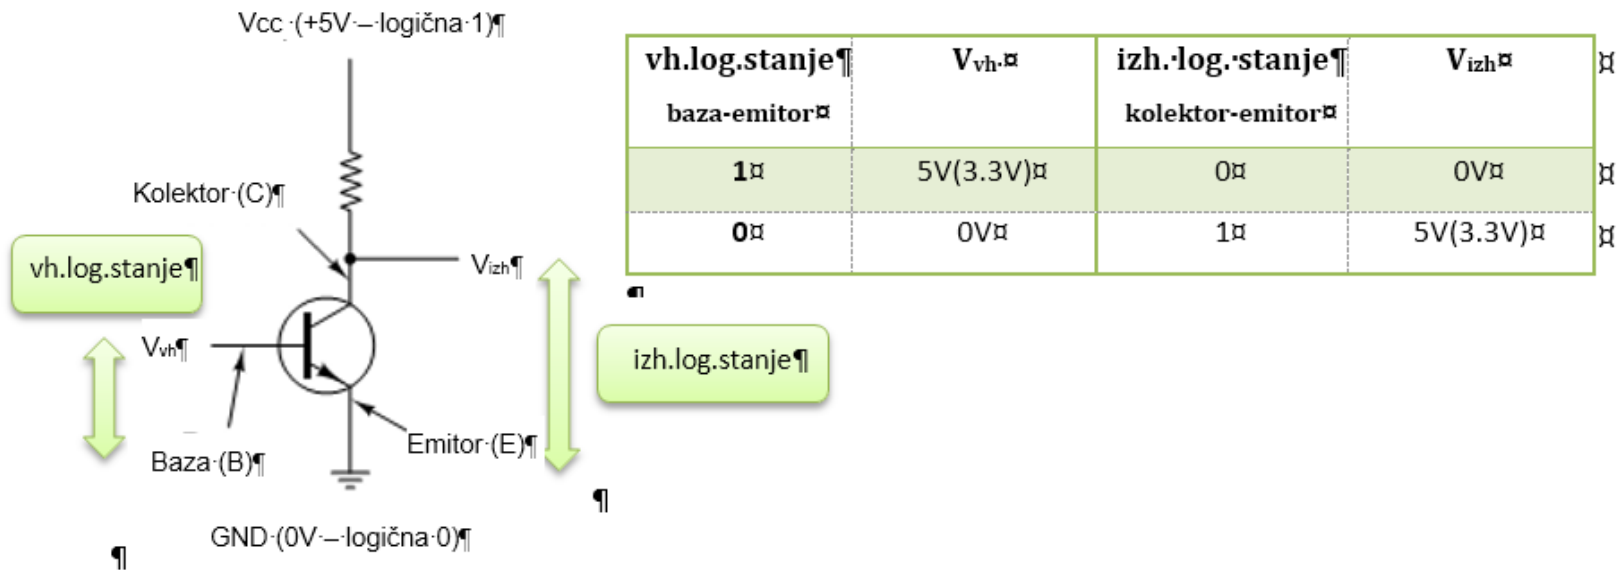 Vcc·(+5V·–·logična·1)¶
Kolektor·(C)¶
vh.log.stanje¶
Vizh¶
Vvh¶
izh.log.stanje¶
Emitor·(E)¶
Baza·(B)¶
¶
GND·(0V·–·logična·0)¶
¶
vh.log.stanje¶ Vvh·¤ izh.·log.·stanje¶ Vizh¤ ¤
baza-emitor¤ kolektor-emitor¤
1¤ 5V(3.3V)¤ 0¤ 0V¤ ¤
0¤ 0V¤ 1¤ 5V(3.3V)¤ ¤
¶